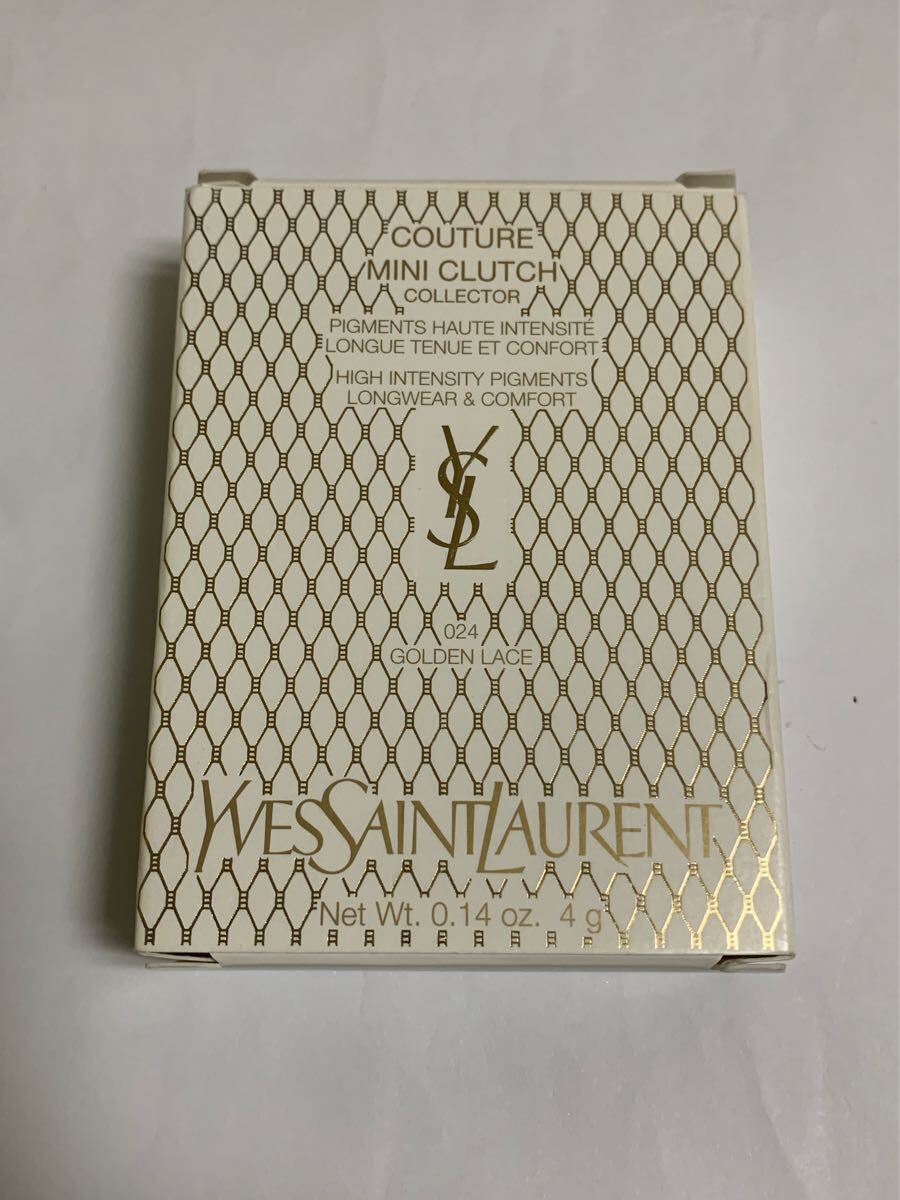 COUTURE
MINI CLUTCH
COLLECTOR
PIGMENTS HAUTE INTENSITÉ
LONGUE TENUE ET CONFORT
HIGH INTENSITY PIGMENTS
LONGWEAR & COMFORT
YSL
024
GOLDEN LACE
YVESSAINTLAURENT
Net Wt. 0.14 oz. 4 g